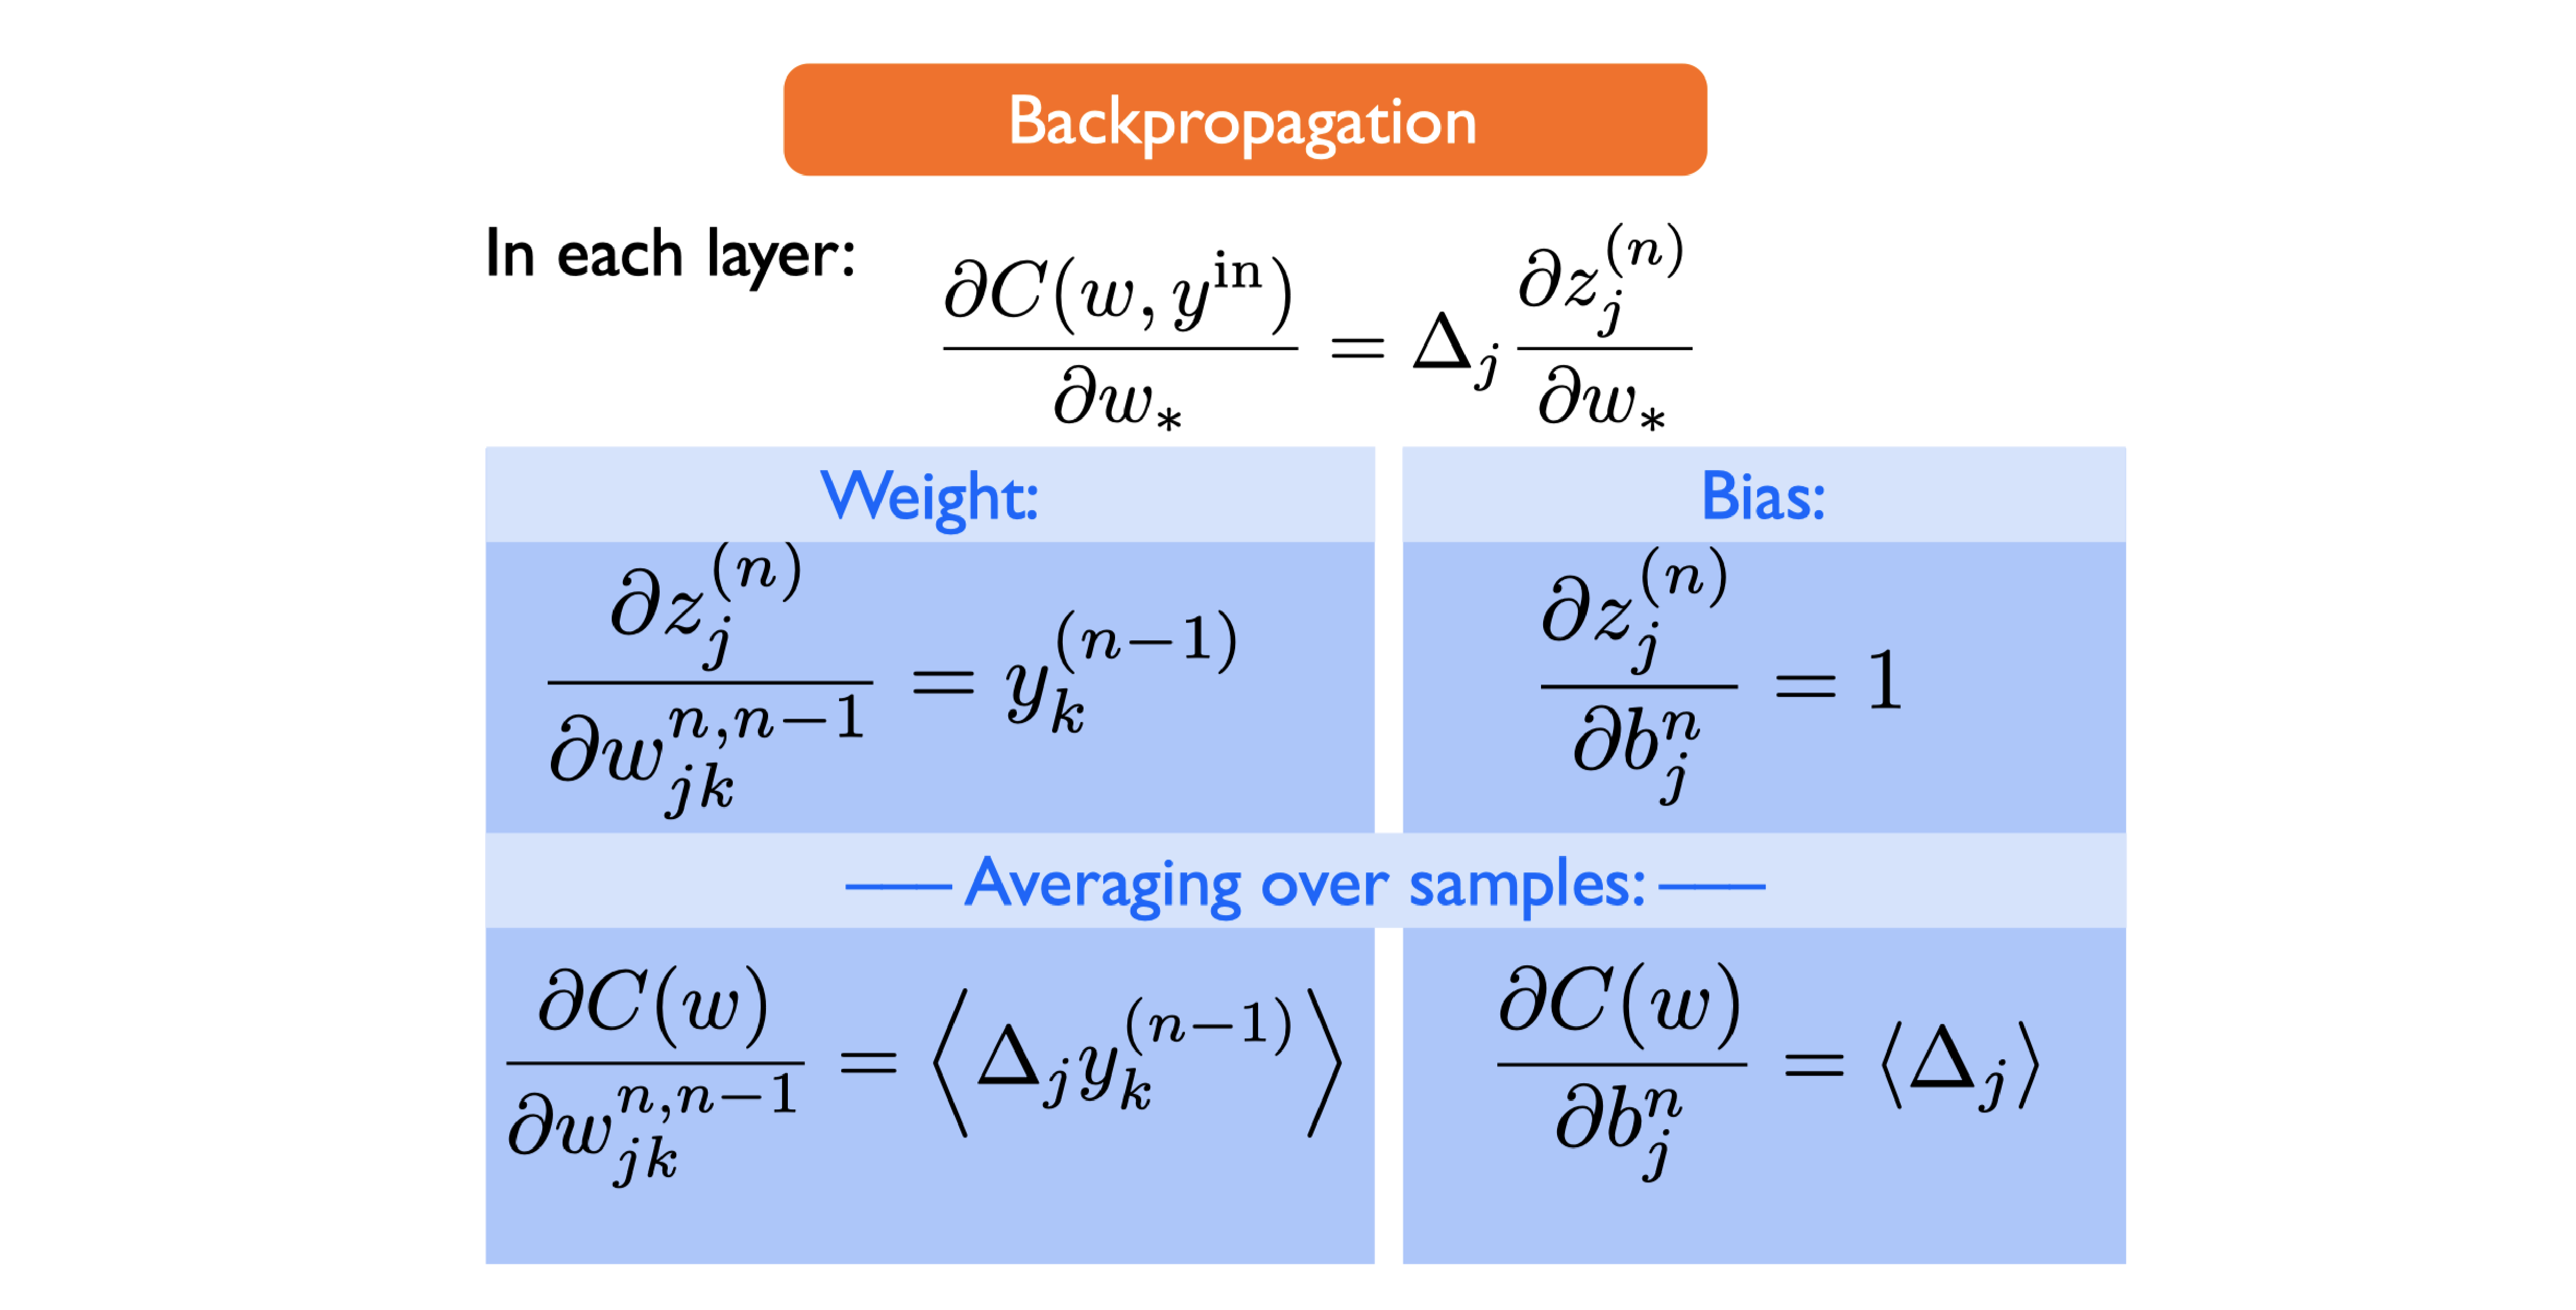 Backpropagation
In each layer: $\frac{\partial C(w, y^{\text{in}})}{\partial w_*} = \Delta_j \frac{\partial z_j^{(n)}}{\partial w_*}$
Weight:
Bias:
$\frac{\partial z_j^{(n)}}{\partial w_{jk}^{n,n-1}} = y_k^{(n-1)}$
$\frac{\partial z_j^{(n)}}{\partial b_j^n} = 1$
Averaging over samples:
$\frac{\partial C(w)}{\partial w_{jk}^{n,n-1}} = \left\langle \Delta_j y_k^{(n-1)} \right\rangle$
$\frac{\partial C(w)}{\partial b_j^n} = \langle \Delta_j \rangle$